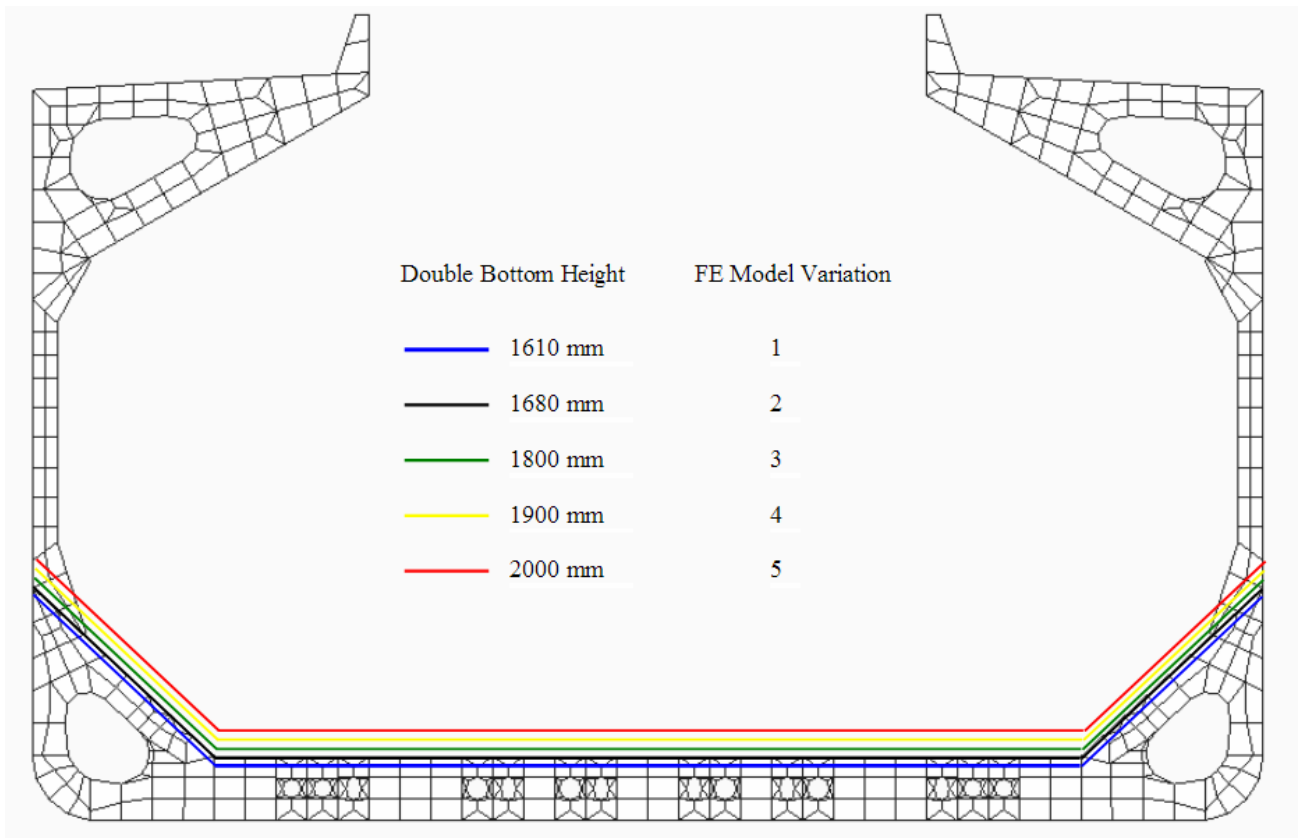 Double Bottom Height FE Model Variation
1610 mm 1
1680 mm 2
1800 mm 3
1900 mm 4
2000 mm 5